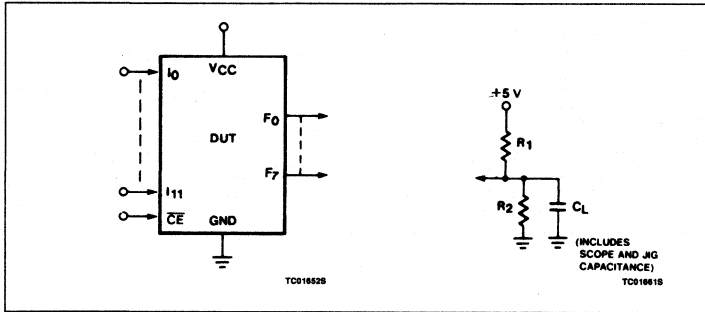 VCC
I0
F0
DUT
F7
I11
CE
GND
TC01652S
+5 V
R1
R2
CL
(INCLUDES
SCOPE AND JIG
CAPACITANCE)
TC01661S